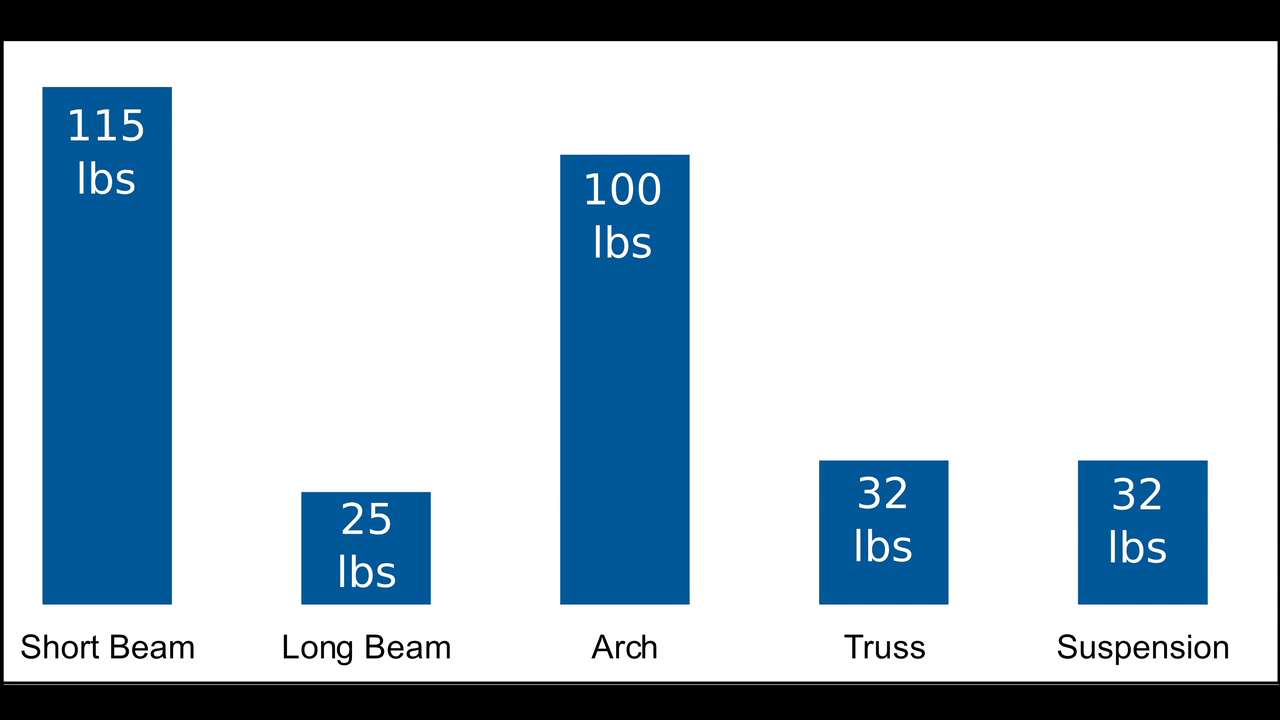 115
lbs
100
lbs
25
lbs
32
lbs
32
lbs
Short Beam
Long Beam
Arch
Truss
Suspension